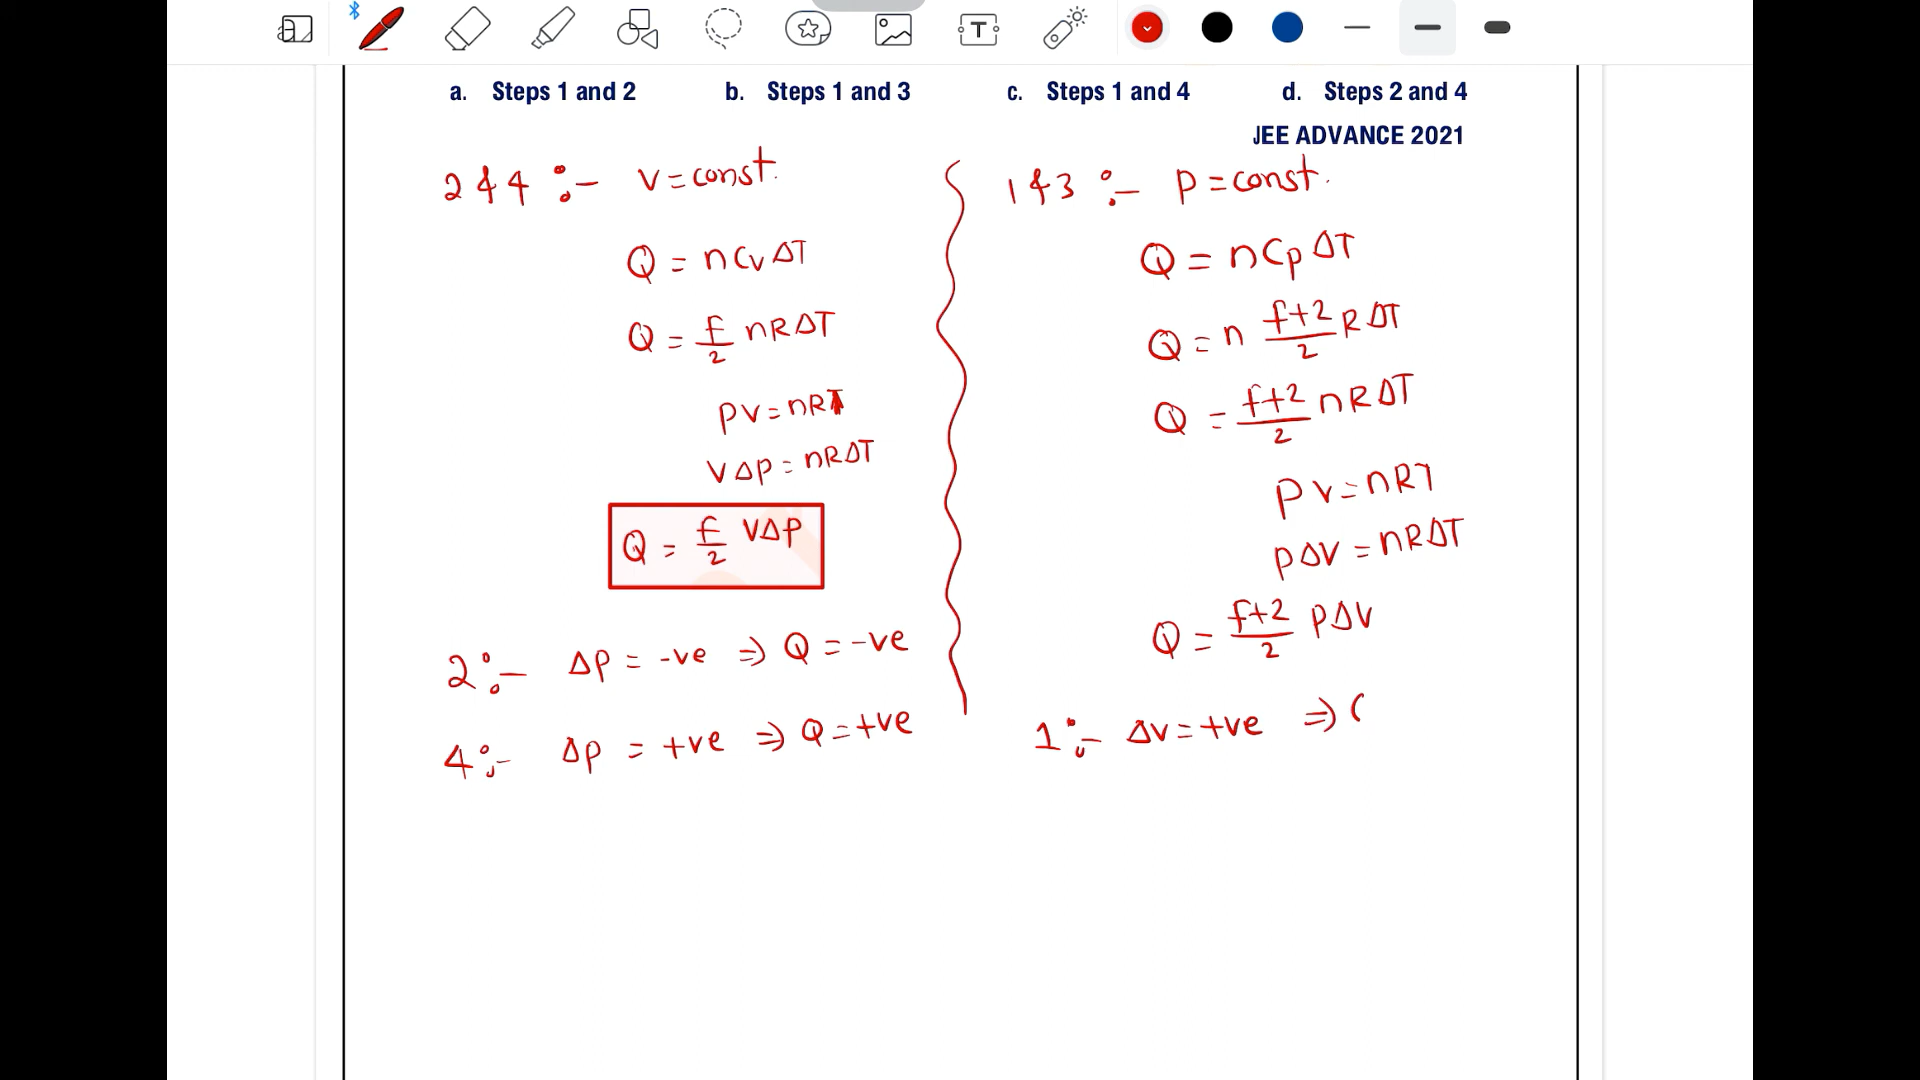 a. Steps 1 and 2 b. Steps 1 and 3 c. Steps 1 and 4 d. Steps 2 and 4
JEE ADVANCE 2021
2 & 4 :- V = const.
Q = nCvΔT
Q = f/2 nRΔT
PV = nRT
VΔP = nRΔT
Q = f/2 VΔP
2 :- ΔP = -ve ⇒ Q = -ve
4 :- ΔP = +ve ⇒ Q = +ve
1 & 3 :- P = const.
Q = nCpΔT
Q = n f+2/2 RΔT
Q = f+2/2 nRΔT
PV = nRT
PΔV = nRΔT
Q = f+2/2 PΔV
1 :- ΔV = +ve ⇒ (